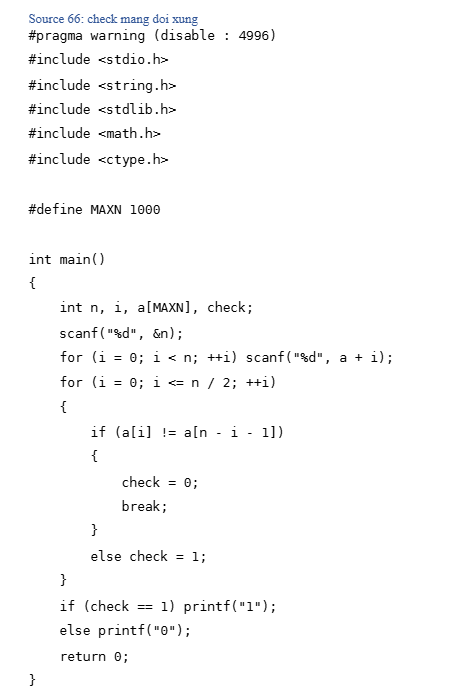 Source 66: check mang doi xung
#pragma warning (disable : 4996)
#include <stdio.h>
#include <string.h>
#include <stdlib.h>
#include <math.h>
#include <ctype.h>
#define MAXN 1000
int main()
{
    int n, i, a[MAXN], check;
    scanf("%d", &n);
    for (i = 0; i < n; ++i) scanf("%d", a + i);
    for (i = 0; i <= n / 2; ++i)
    {
        if (a[i] != a[n - i - 1])
        {
            check = 0;
            break;
        }
        else check = 1;
    }
    if (check == 1) printf("1");
    else printf("0");
    return 0;
}